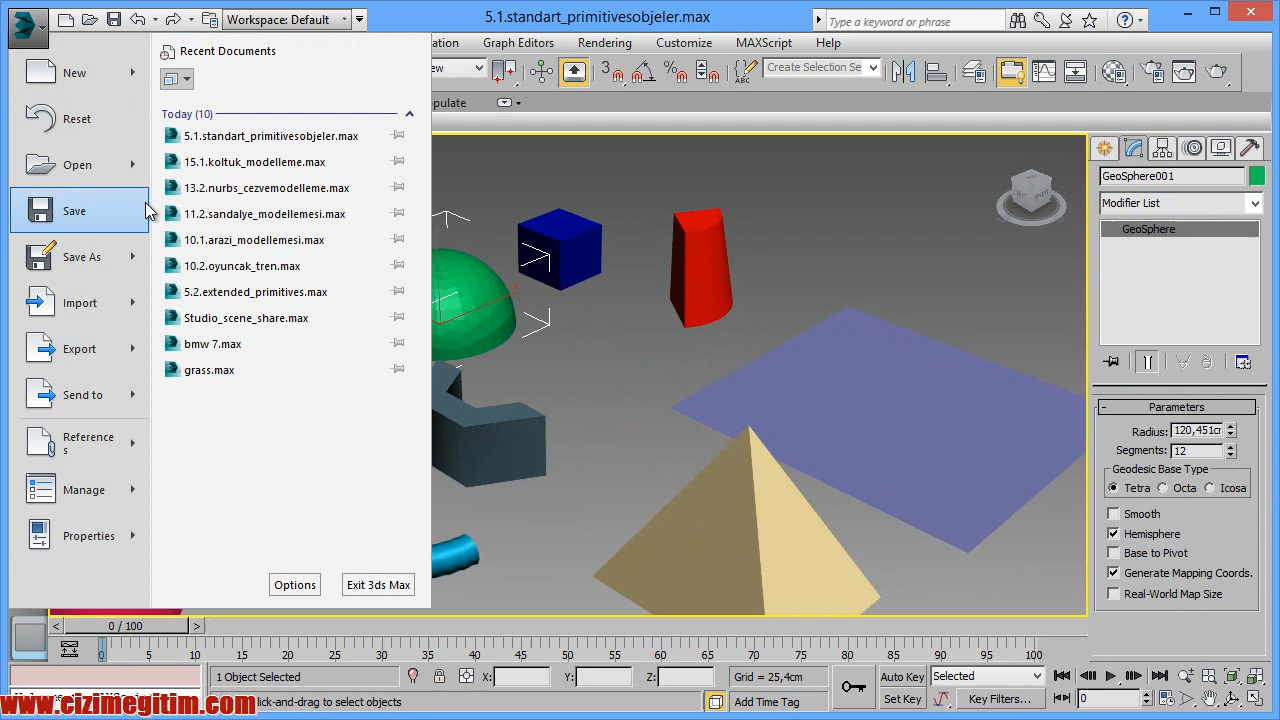 Workspace: Default
5.1.standart_primitivesobjeler.max
Type a keyword or phrase
ation
Graph Editors
Rendering
Customize
MAXScript
Help
ew
Create Selection Se
pulate
New
Reset
Open
Save
Save As
Import
Export
Send to
Reference
s
Manage
Properties
Recent Documents
Today (10)
5.1.standart_primitivesobjeler.max
15.1.koltuk_modelleme.max
13.2.nurbs_cezvemodelleme.max
11.2.sandalye_modellemesi.max
10.1.arazi_modellemesi.max
10.2.oyuncak_tren.max
5.2.extended_primitives.max
Studio_scene_share.max
bmw 7.max
grass.max
Options
Exit 3ds Max
GeoSphere001
Modifier List
GeoSphere
- Parameters
Radius: 120,451cr
Segments: 12
Geodesic Base Type
Tetra
Octa
Icosa
Smooth
Hemisphere
Base to Pivot
Generate Mapping Coords.
Real-World Map Size
< 0 / 100 >
0 5 10 15 20 25 30 35 40 45 50 55 60 65 70 75 80 85 90 95 100
1 Object Selected
X:
Y:
Z:
Grid = 25,4cm
Auto Key
Selected
lick-and-drag to select objects
Add Time Tag
Set Key
Key Filters...
0
www.cizimegitim.com